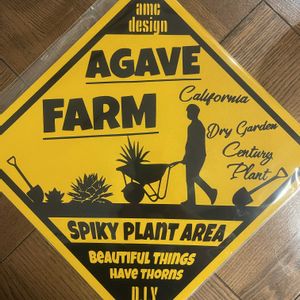 amc
design
AGAVE
FARM
California
Dry Garden
Century
Plant
SPIKY PLANT AREA
BEAUTIFUL THINGS
HAVE THORNS
D.I.Y